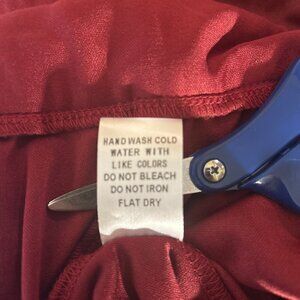 HAND WASH COLD
WATER WITH
LIKE COLORS
DO NOT BLEACH
DO NOT IRON
FLAT DRY